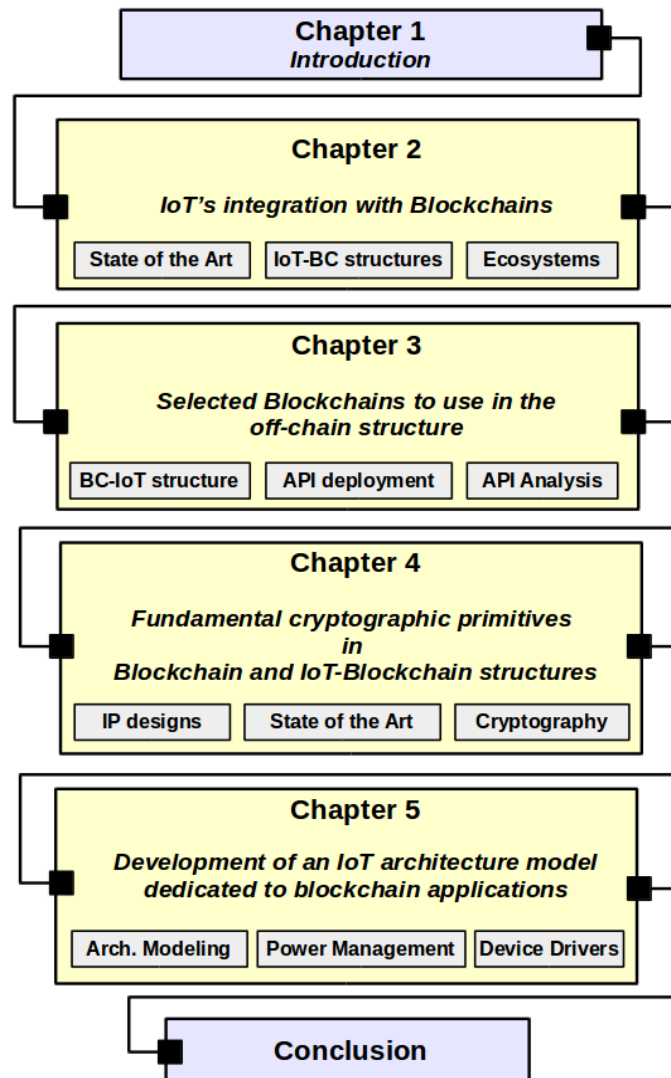 Chapter 1
Introduction
Chapter 2
IoT’s integration with Blockchains
State of the Art
IoT-BC structures
Ecosystems
Chapter 3
Selected Blockchains to use in the
off-chain structure
BC-IoT structure
API deployment
API Analysis
Chapter 4
Fundamental cryptographic primitives
in
Blockchain and IoT-Blockchain structures
IP designs
State of the Art
Cryptography
Chapter 5
Development of an IoT architecture model
dedicated to blockchain applications
Arch. Modeling
Power Management
Device Drivers
Conclusion